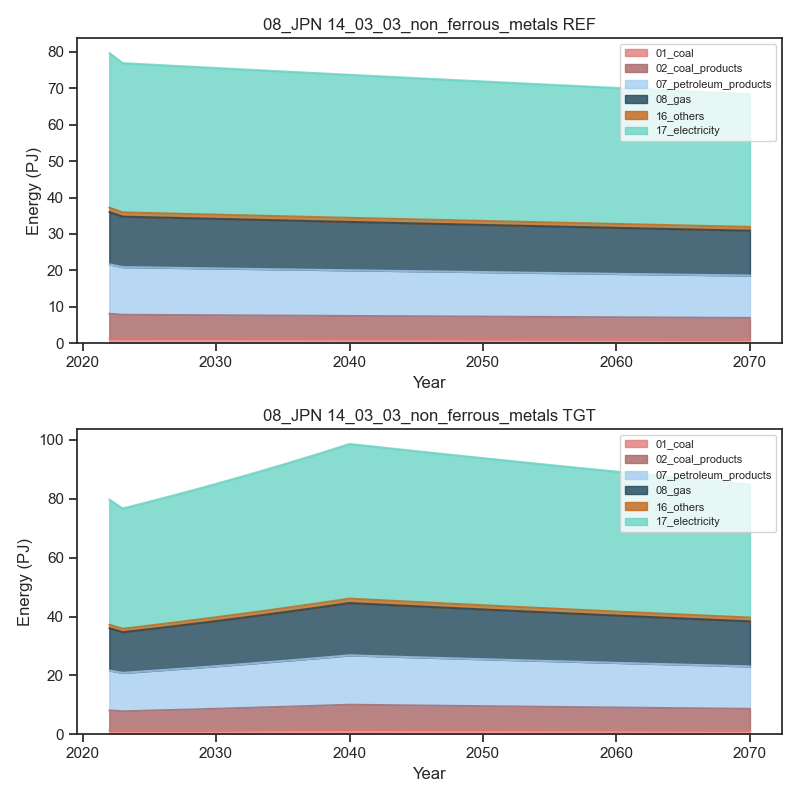 08_JPN 14_03_03_non_ferrous_metals REF
Energy (PJ)
80
70
60
50
40
30
20
10
0
01_coal
02_coal_products
07_petroleum_products
08_gas
16_others
17_electricity
2020 2030 2040 2050 2060 2070
Year
08_JPN 14_03_03_non_ferrous_metals TGT
Energy (PJ)
100
80
60
40
20
0
01_coal
02_coal_products
07_petroleum_products
08_gas
16_others
17_electricity
2020 2030 2040 2050 2060 2070
Year